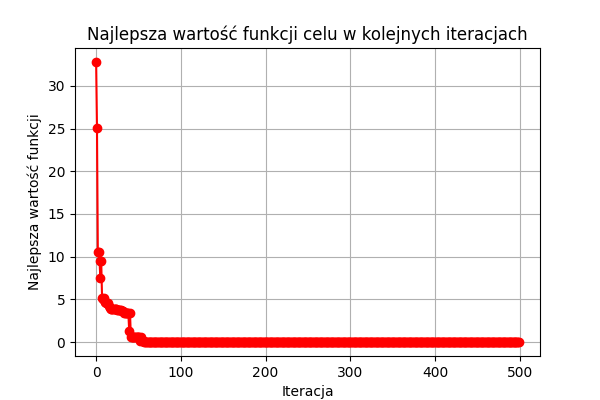 Najlepsza wartość funkcji celu w kolejnych iteracjach
Najlepsza wartość funkcji
30
25
20
15
10
5
0
0 100 200 300 400 500
Iteracja